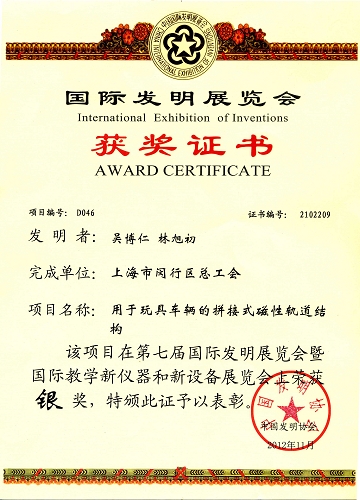 国际发明展览会
International Exhibition of Inventions
获奖证书
AWARD CERTIFICATE
项目编号: D046 证书编号: 2102209
发明者: 吴博仁 林旭初
完成单位: 上海市闵行区总工会
项目名称: 用于玩具车辆的拼接式磁性轨道结
构
该项目在第七届国际发明展览会暨
国际教学新仪器和新设备展览会上荣获
银奖,特颁此证予以表彰。
中国发明协会
2012年11月